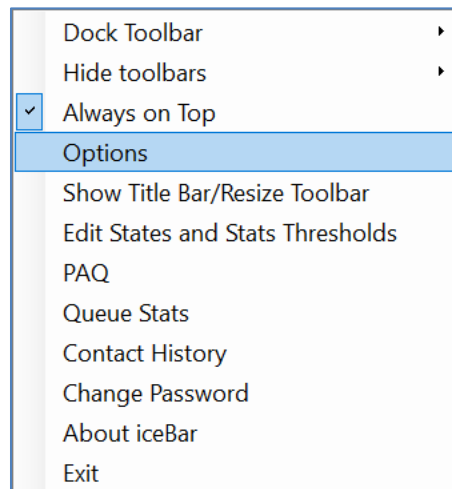 Dock Toolbar
Hide toolbars
Always on Top
Options
Show Title Bar/Resize Toolbar
Edit States and Stats Thresholds
PAQ
Queue Stats
Contact History
Change Password
About iceBar
Exit